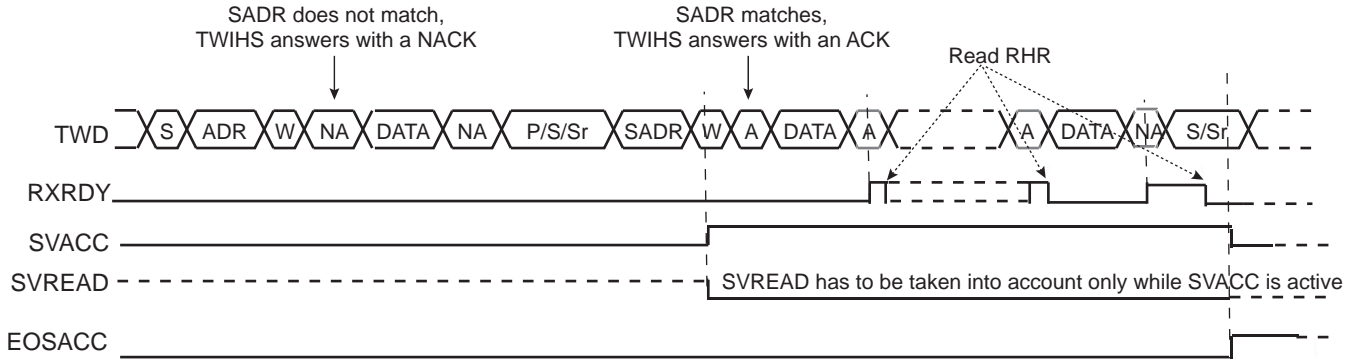 SADR does not match,
TWIHS answers with a NACK
SADR matches,
TWIHS answers with an ACK
Read RHR
TWD S ADR W NA DATA NA P/S/Sr SADR W A DATA A A DATA NA S/Sr
RXRDY
SVACC
SVREAD SVREAD has to be taken into account only while SVACC is active
EOSACC